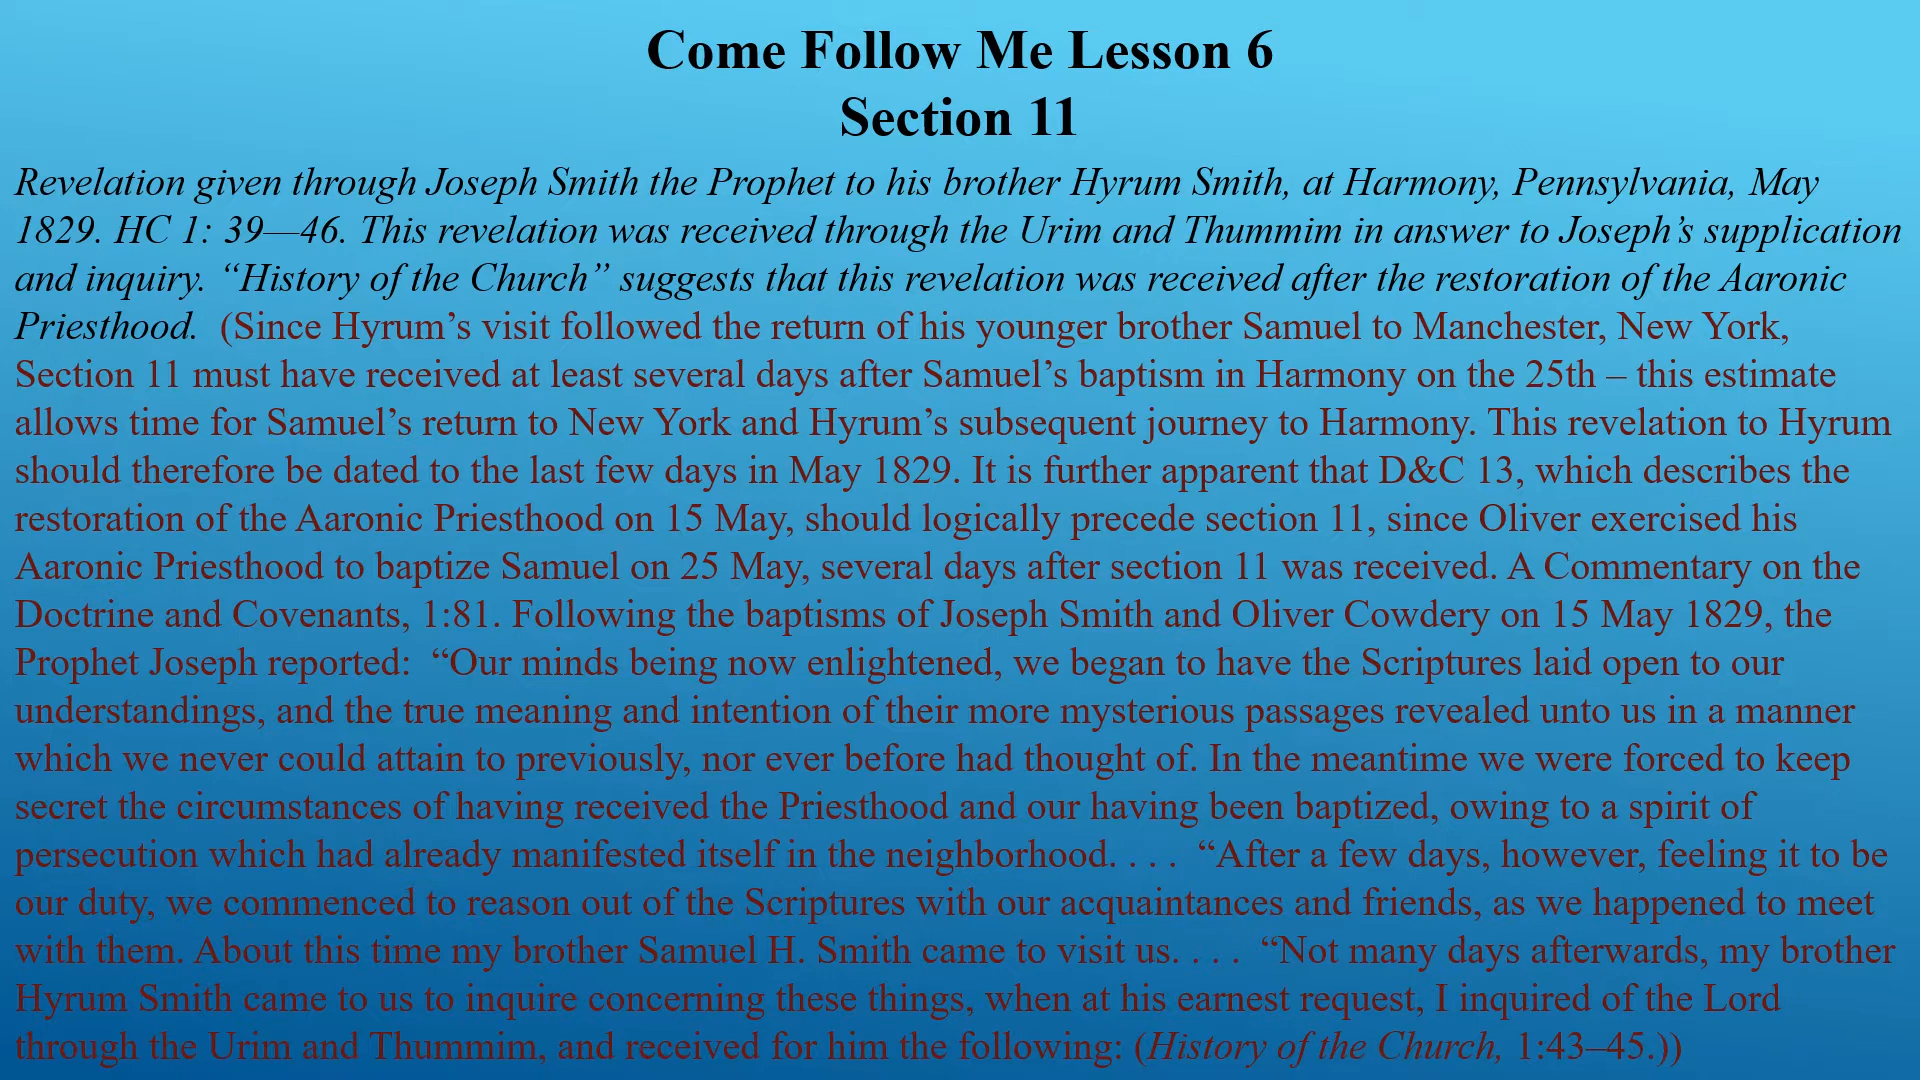 Come Follow Me Lesson 6
Section 11
Revelation given through Joseph Smith the Prophet to his brother Hyrum Smith, at Harmony, Pennsylvania, May
1829. HC 1: 39—46. This revelation was received through the Urim and Thummim in answer to Joseph’s supplication
and inquiry. “History of the Church” suggests that this revelation was received after the restoration of the Aaronic
Priesthood. (Since Hyrum’s visit followed the return of his younger brother Samuel to Manchester, New York,
Section 11 must have received at least several days after Samuel’s baptism in Harmony on the 25th – this estimate
allows time for Samuel’s return to New York and Hyrum’s subsequent journey to Harmony. This revelation to Hyrum
should therefore be dated to the last few days in May 1829. It is further apparent that D&C 13, which describes the
restoration of the Aaronic Priesthood on 15 May, should logically precede section 11, since Oliver exercised his
Aaronic Priesthood to baptize Samuel on 25 May, several days after section 11 was received. A Commentary on the
Doctrine and Covenants, 1:81. Following the baptisms of Joseph Smith and Oliver Cowdery on 15 May 1829, the
Prophet Joseph reported: “Our minds being now enlightened, we began to have the Scriptures laid open to our
understandings, and the true meaning and intention of their more mysterious passages revealed unto us in a manner
which we never could attain to previously, nor ever before had thought of. In the meantime we were forced to keep
secret the circumstances of having received the Priesthood and our having been baptized, owing to a spirit of
persecution which had already manifested itself in the neighborhood. . . . “After a few days, however, feeling it to be
our duty, we commenced to reason out of the Scriptures with our acquaintances and friends, as we happened to meet
with them. About this time my brother Samuel H. Smith came to visit us. . . . “Not many days afterwards, my brother
Hyrum Smith came to us to inquire concerning these things, when at his earnest request, I inquired of the Lord
through the Urim and Thummim, and received for him the following: (History of the Church, 1:43–45.))